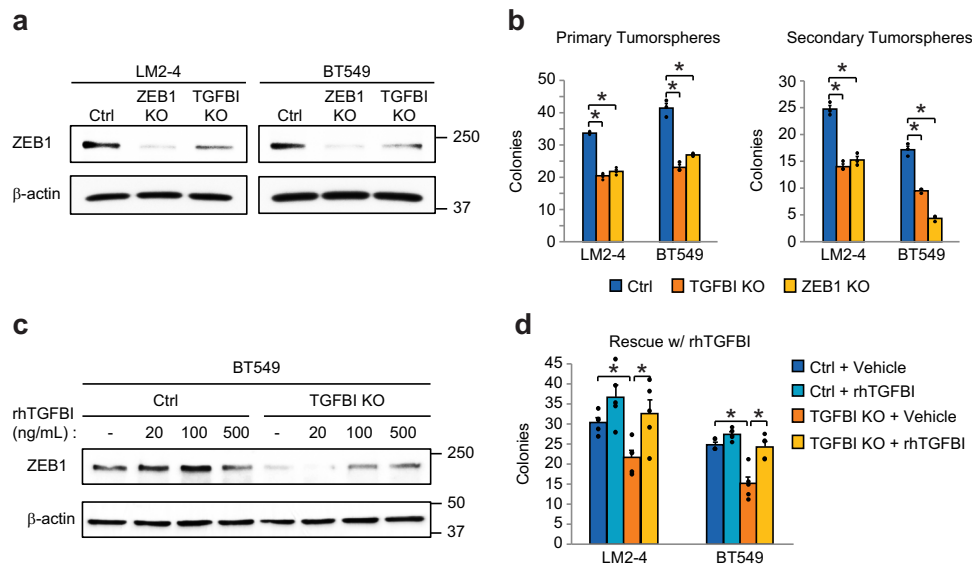 a
LM2-4 BT549
Ctrl ZEB1 KO TGFBI KO Ctrl ZEB1 KO TGFBI KO
ZEB1 250
β-actin 37
b
Primary Tumorspheres
Colonies
50
40
30
20
10
0
* * * *
LM2-4 BT549
Secondary Tumorspheres
Colonies
30
25
20
15
10
5
0
* * * *
LM2-4 BT549
Ctrl TGFBI KO ZEB1 KO
c
BT549
Ctrl TGFBI KO
rhTGFBI
(ng/mL) : - 20 100 500 - 20 100 500
ZEB1 250
β-actin 50
37
d
Rescue w/ rhTGFBI
Colonies
45
40
35
30
25
20
15
10
5
0
* * * *
LM2-4 BT549
Ctrl + Vehicle
Ctrl + rhTGFBI
TGFBI KO + Vehicle
TGFBI KO + rhTGFBI